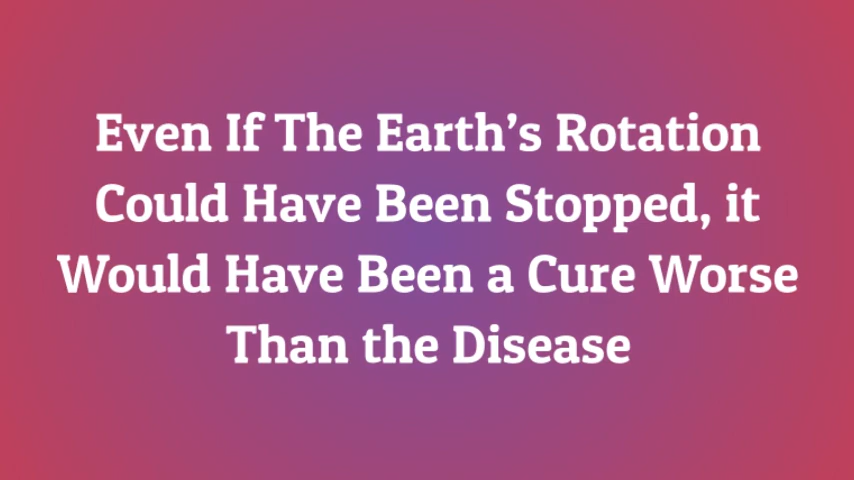 Even If The Earth’s Rotation
Could Have Been Stopped, it
Would Have Been a Cure Worse
Than the Disease